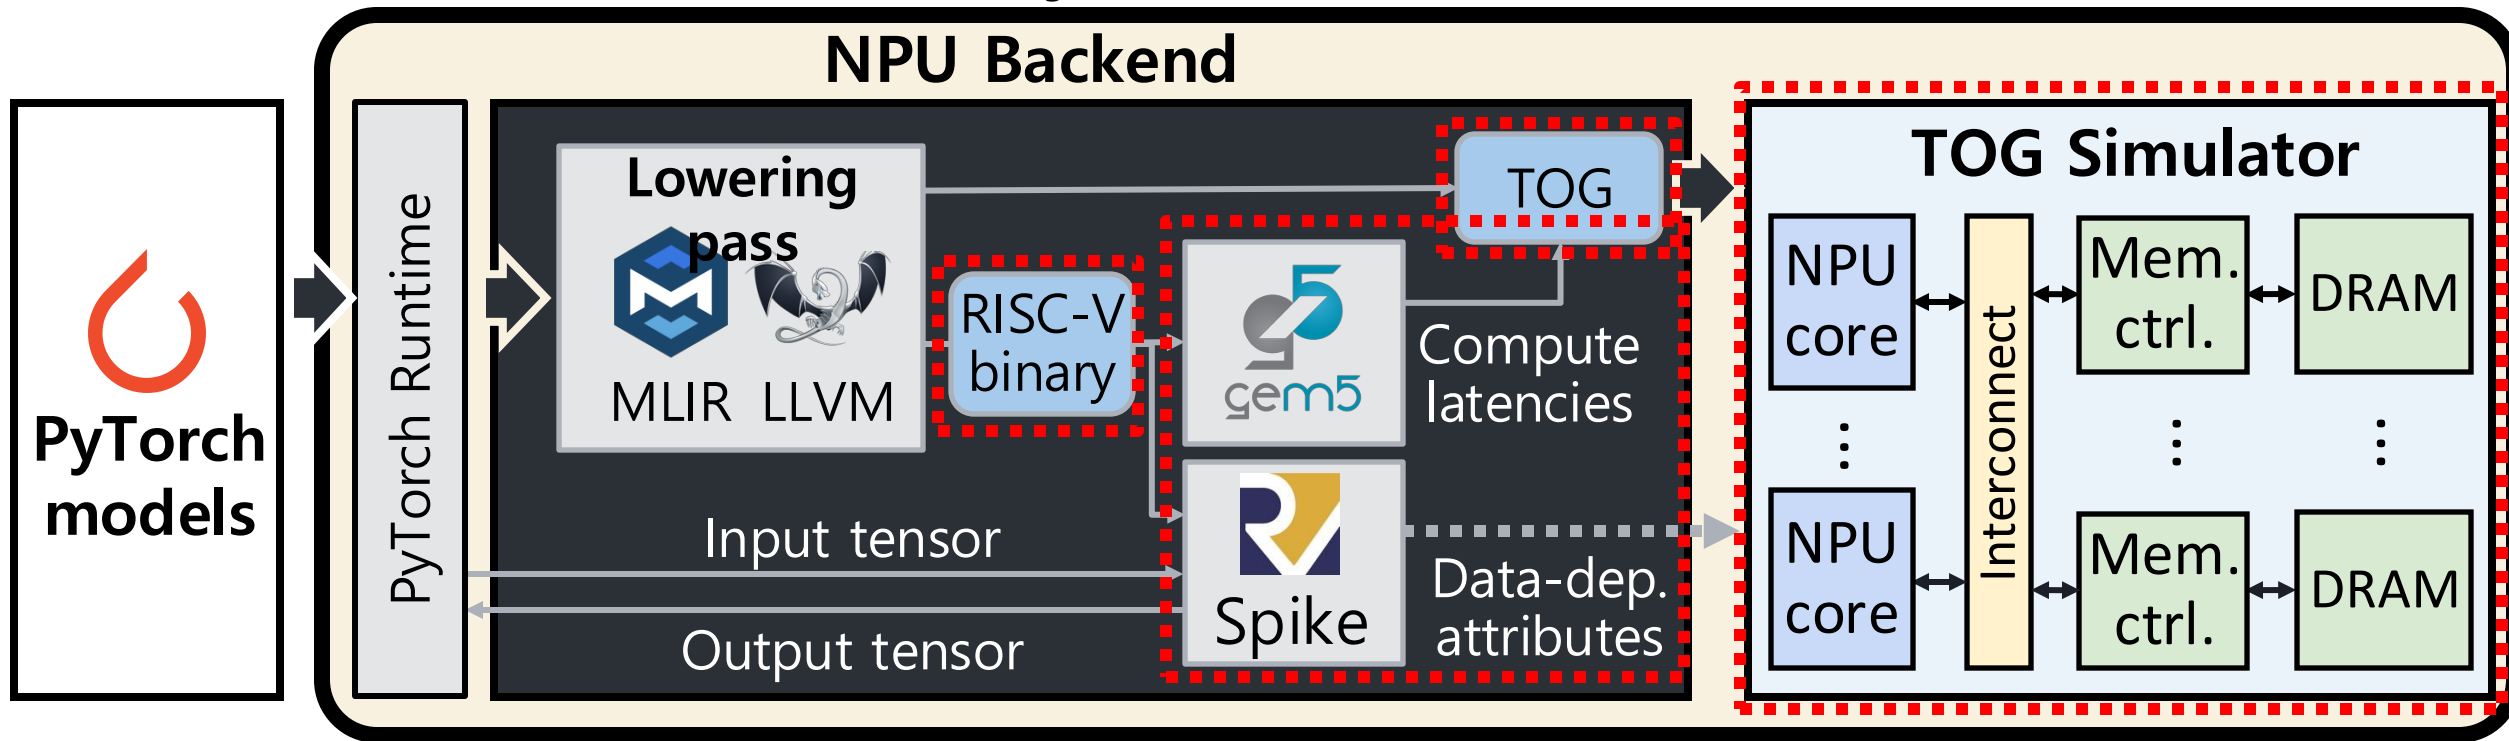 NPU Backend
PyTorch
models
PyTorch Runtime
Lowering
pass
MLIR LLVM
RISC-V
binary
gem5
TOG
Compute
latencies
Spike
Input tensor
Output tensor
Data-dep.
attributes
TOG Simulator
NPU
core
...
NPU
core
Interconnect
Mem.
ctrl.
...
Mem.
ctrl.
DRAM
...
DRAM